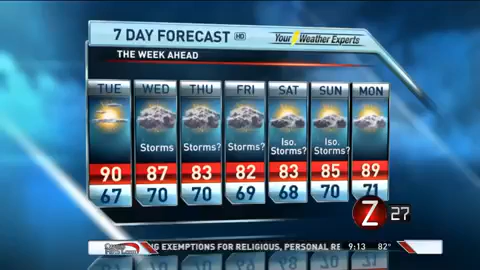 7 DAY FORECAST HD
Your Weather Experts
THE WEEK AHEAD
TUE WED THU FRI SAT SUN MON
Storms Storms? Storms? Iso. Storms? Iso. Storms?
90 87 83 82 83 85 89
67 70 70 69 68 70 71
Z 27
NG EXEMPTIONS FOR RELIGIOUS, PERSONAL RE
9:13 82°